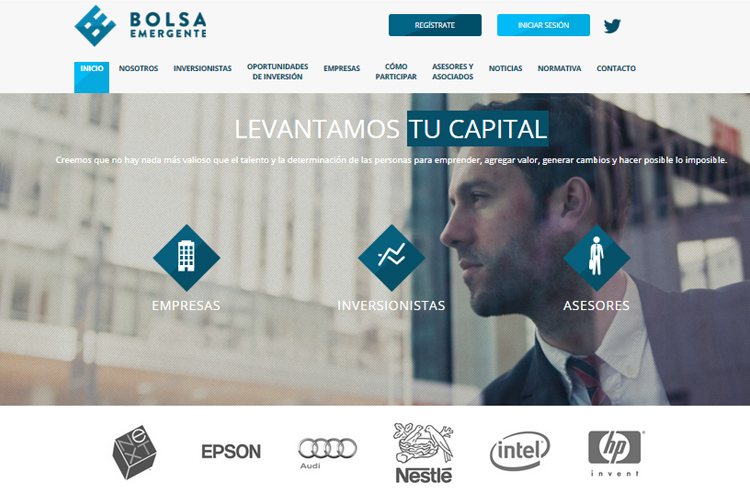 BOLSA
EMERGENTE
REGÍSTRATE
INICIAR SESIÓN
INICIO
NOSOTROS
INVERSIONISTAS
OPORTUNIDADES
DE INVERSIÓN
EMPRESAS
CÓMO
PARTICIPAR
ASESORES Y
ASOCIADOS
NOTICIAS
NORMATIVA
CONTACTO
LEVANTAMOS TU CAPITAL
Creemos que no hay nada más valioso que el talento y la determinación de las personas para emprender, agregar valor, generar cambios y hacer posible lo imposible.
EMPRESAS
INVERSIONISTAS
ASESORES
NeXT
EPSON
Audi
Nestlé
intel
hp
invent